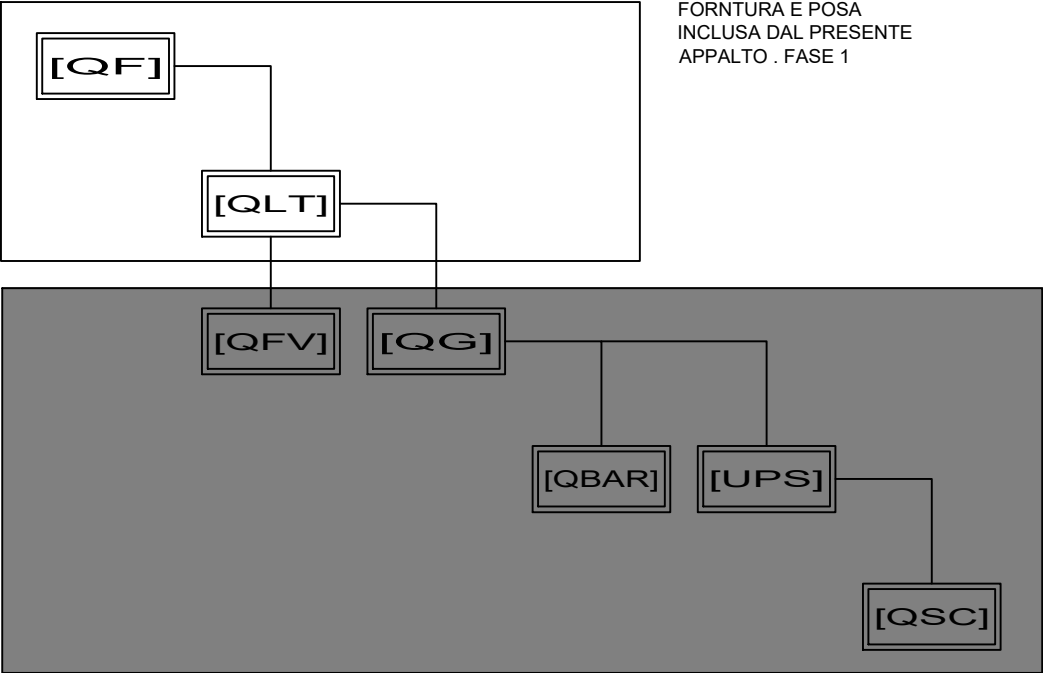 FORNTURA E POSA
INCLUSA DAL PRESENTE
APPALTO . FASE 1
[QF]
[QLT]
[QFV] [QG]
[QBAR] [UPS]
[QSC]